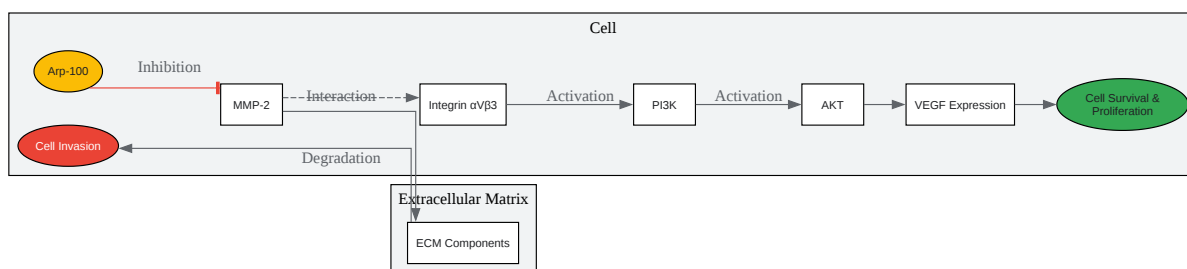 Cell
Arp-100
Inhibition
MMP-2
Interaction
Integrin αVβ3
Activation
PI3K
Activation
AKT
VEGF Expression
Cell Survival &
Proliferation
Cell Invasion
Degradation
Extracellular Matrix
ECM Components